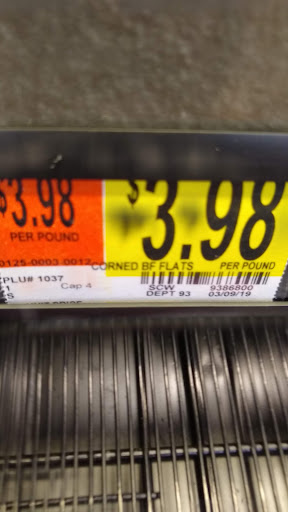 $3.98
PER POUND
$3.98
PER POUND
CORNED BF FLATS
0125-0003-0012
PLU# 1037
Cap 4
SCW 9386800
DEPT 93 03/09/19